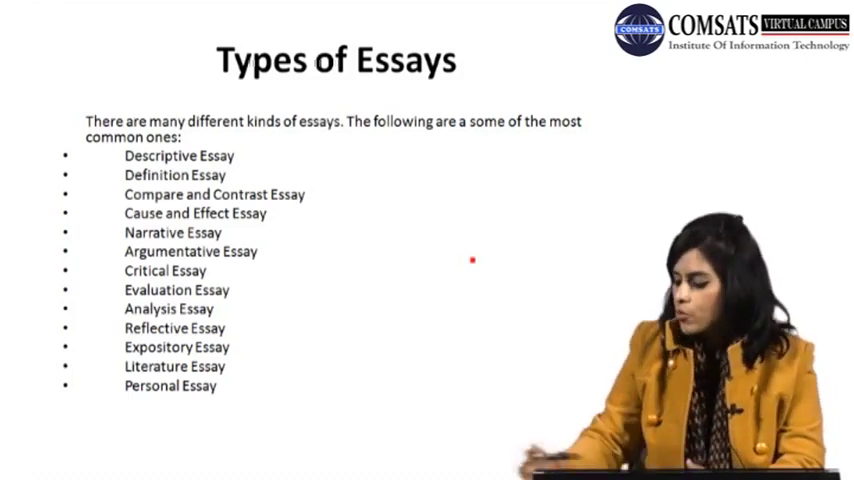 COMSATS
COMSATS VIRTUAL CAMPUS
Institute Of Information Technology
Types of Essays
There are many different kinds of essays. The following are a some of the most
common ones:
• Descriptive Essay
• Definition Essay
• Compare and Contrast Essay
• Cause and Effect Essay
• Narrative Essay
• Argumentative Essay
• Critical Essay
• Evaluation Essay
• Analysis Essay
• Reflective Essay
• Expository Essay
• Literature Essay
• Personal Essay